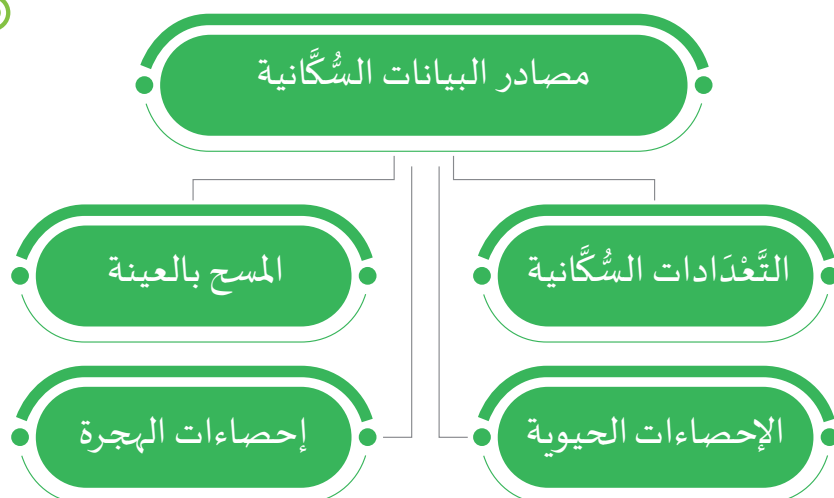 مصادر البيانات السُّكَّانية
التَّعْدَادات السُّكَّانية
المسح بالعينة
الإحصاءات الحيوية
إحصاءات الهجرة